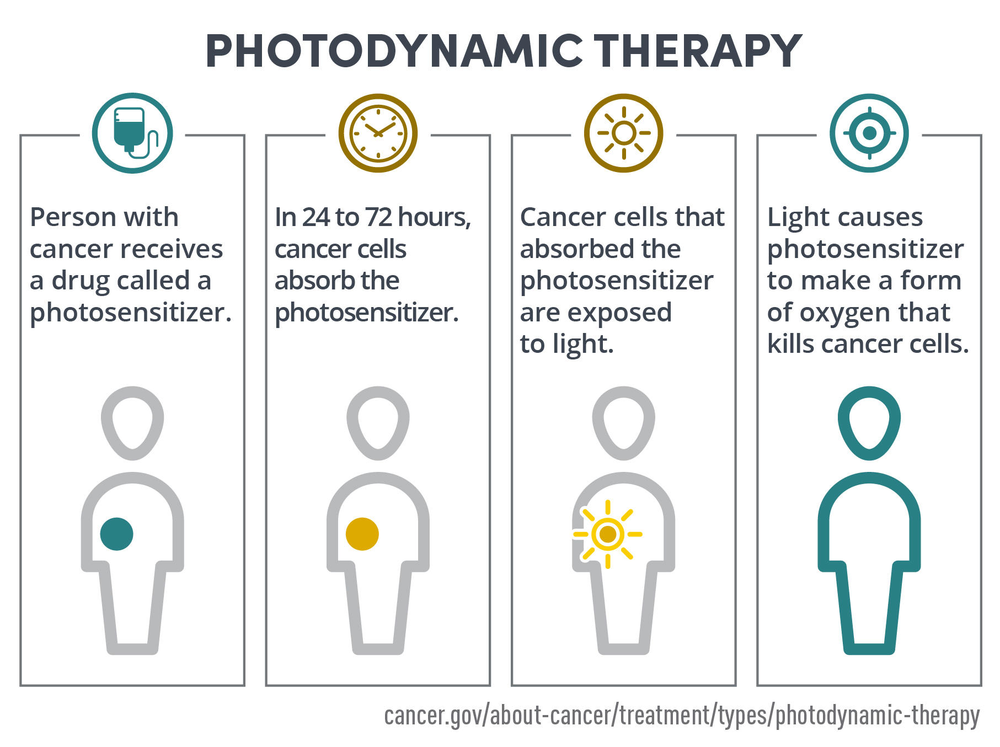 PHOTODYNAMIC THERAPY
Person with
cancer receives
a drug called a
photosensitizer.
In 24 to 72 hours,
cancer cells
absorb the
photosensitizer.
Cancer cells that
absorbed the
photosensitizer
are exposed
to light.
Light causes
photosensitizer
to make a form
of oxygen that
kills cancer cells.
cancer.gov/about-cancer/treatment/types/photodynamic-therapy